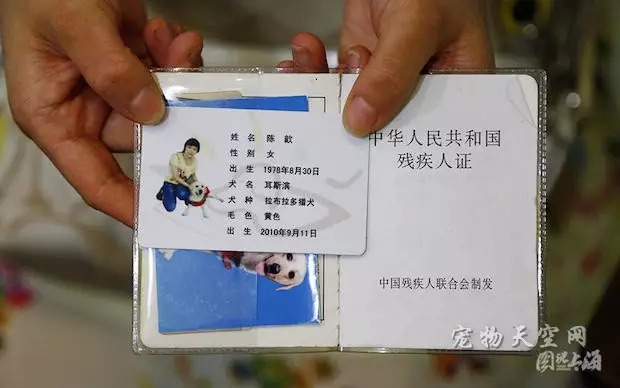 姓 名 陈 歆
性 别 女
出 生 1978年8月30日
犬 名 耳斯滨
犬 种 拉布拉多猎犬
毛 色 黄色
出 生 2010年9月11日
中华人民共和国
残疾人证
中国残疾人联合会制发
宠物天空网